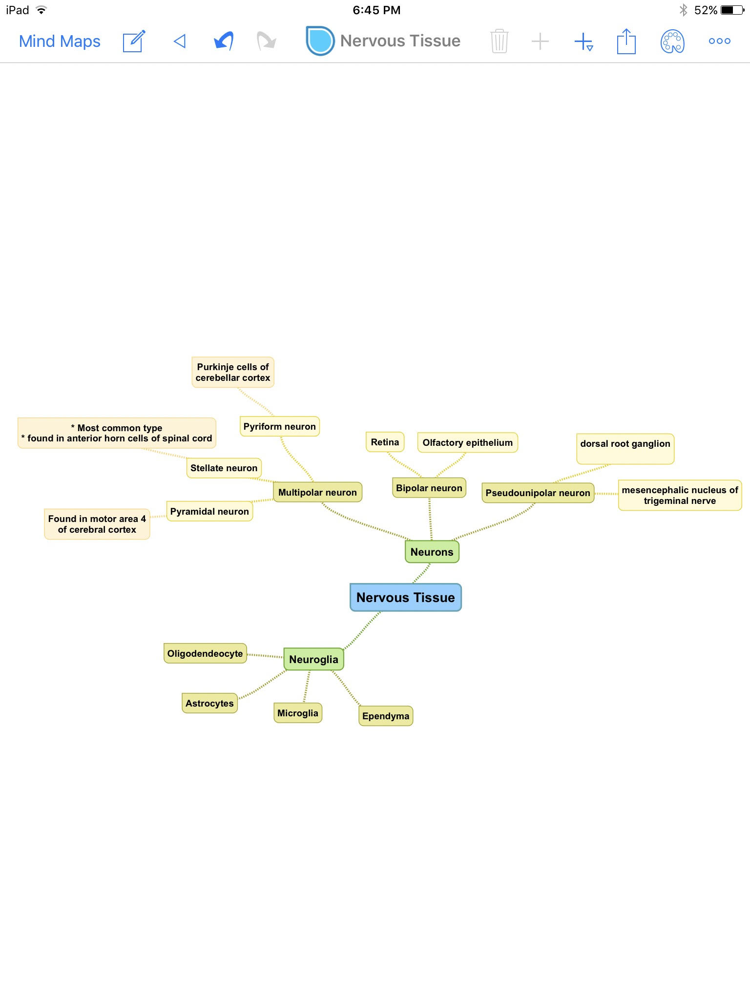 iPad
6:45 PM
52%
Mind Maps
Nervous Tissue
Purkinje cells of
cerebellar cortex
* Most common type
* found in anterior horn cells of spinal cord
Pyriform neuron
Retina
Olfactory epithelium
dorsal root ganglion
Stellate neuron
Multipolar neuron
Bipolar neuron
Pseudounipolar neuron
mesencephalic nucleus of
trigeminal nerve
Pyramidal neuron
Found in motor area 4
of cerebral cortex
Neurons
Nervous Tissue
Oligodendeocyte
Neuroglia
Astrocytes
Microglia
Ependyma